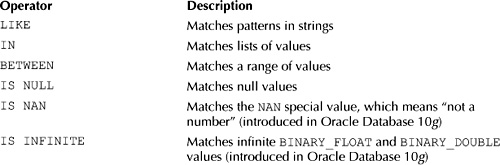 Operator Description
LIKE Matches patterns in strings
IN Matches lists of values
BETWEEN Matches a range of values
IS NULL Matches null values
IS NAN Matches the NAN special value, which means “not a
number” (introduced in Oracle Database 10g)
IS INFINITE Matches infinite BINARY_FLOAT and BINARY_DOUBLE
values (introduced in Oracle Database 10g)